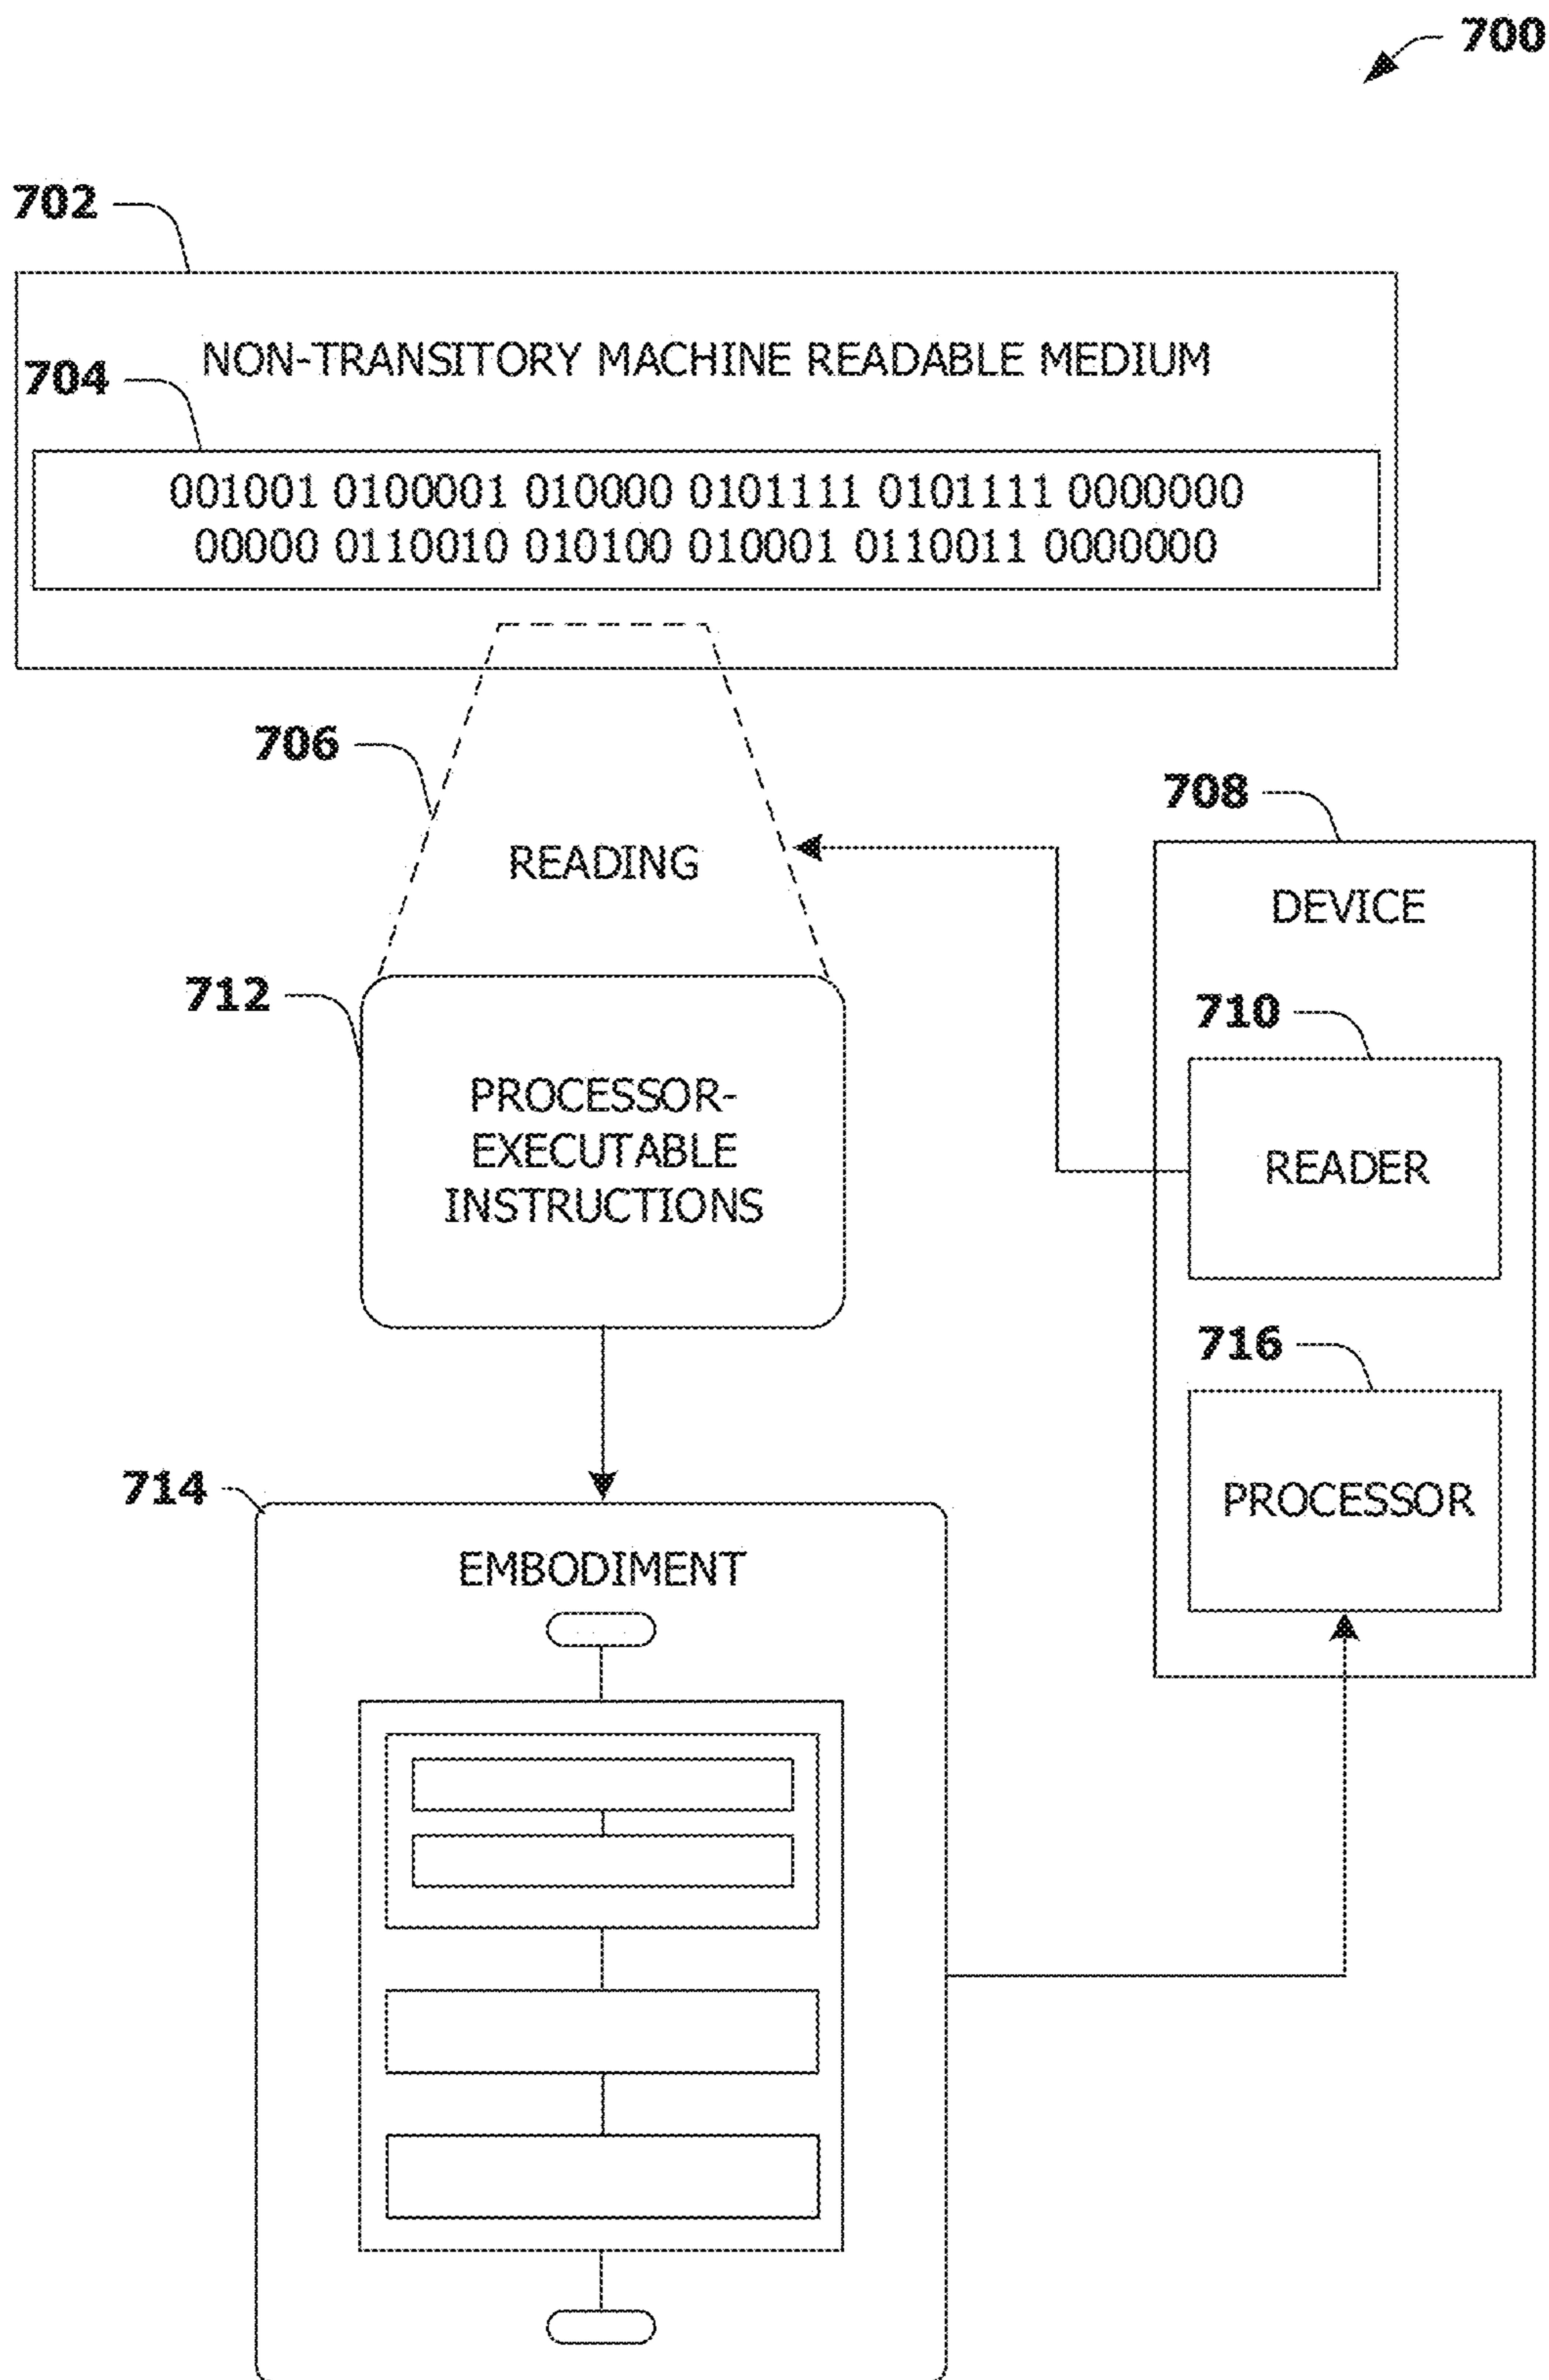 700
702
NON-TRANSITORY MACHINE READABLE MEDIUM
704
001001 0100001 010000 0101111 0101111 0000000
00000 0110010 010100 010001 0110011 0000000
706
READING
708
DEVICE
710
READER
712
PROCESSOR-
EXECUTABLE
INSTRUCTIONS
716
PROCESSOR
714
EMBODIMENT